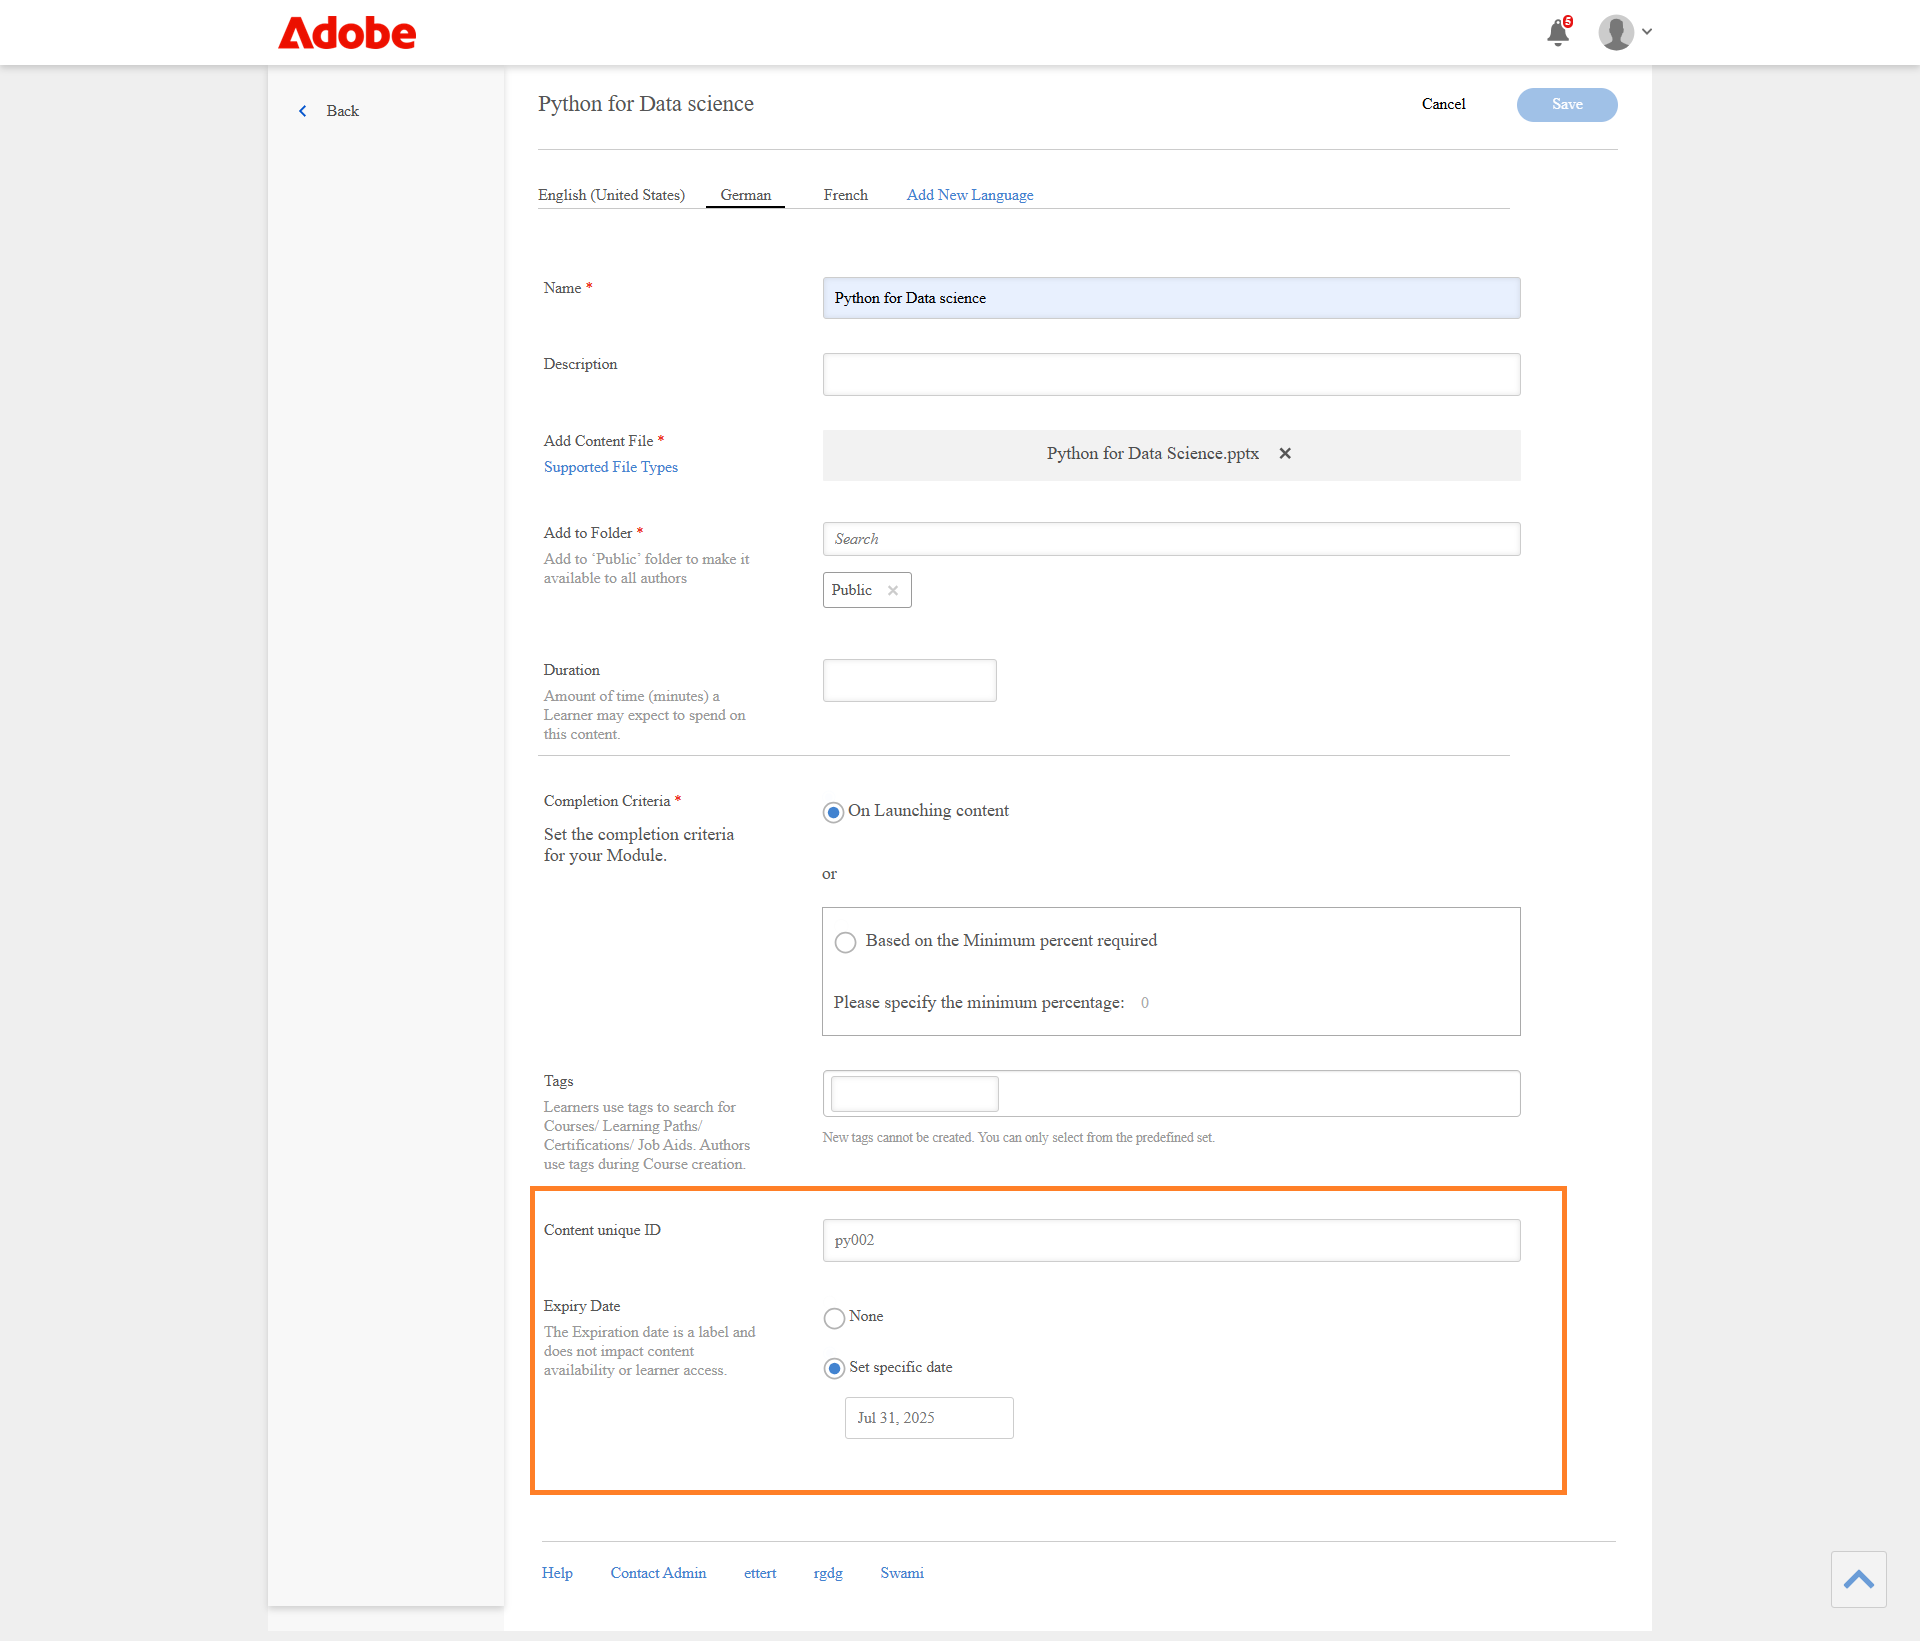 Adobe
5
Back
Python for Data science
Cancel
Save
English (United States)
German
French
Add New Language
Name *
Python for Data science
Description
Add Content File *
Supported File Types
Python for Data Science.pptx
Add to Folder *
Add to ‘Public’ folder to make it
available to all authors
Search
Public
Duration
Amount of time (minutes) a
Learner may expect to spend on
this content.
Completion Criteria *
Set the completion criteria
for your Module.
On Launching content
or
Based on the Minimum percent required
Please specify the minimum percentage: 0
Tags
Learners use tags to search for
Courses/ Learning Paths/
Certifications/ Job Aids. Authors
use tags during Course creation.
New tags cannot be created. You can only select from the predefined set.
Content unique ID
py002
Expiry Date
The Expiration date is a label and
does not impact content
availability or learner access.
None
Set specific date
Jul 31, 2025
Help
Contact Admin
ettert
rgdg
Swami